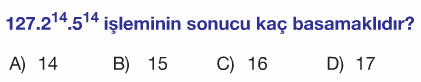 127.2¹⁴.5¹⁴ işleminin sonucu kaç basamaklıdır?
A) 14 B) 15 C) 16 D) 17